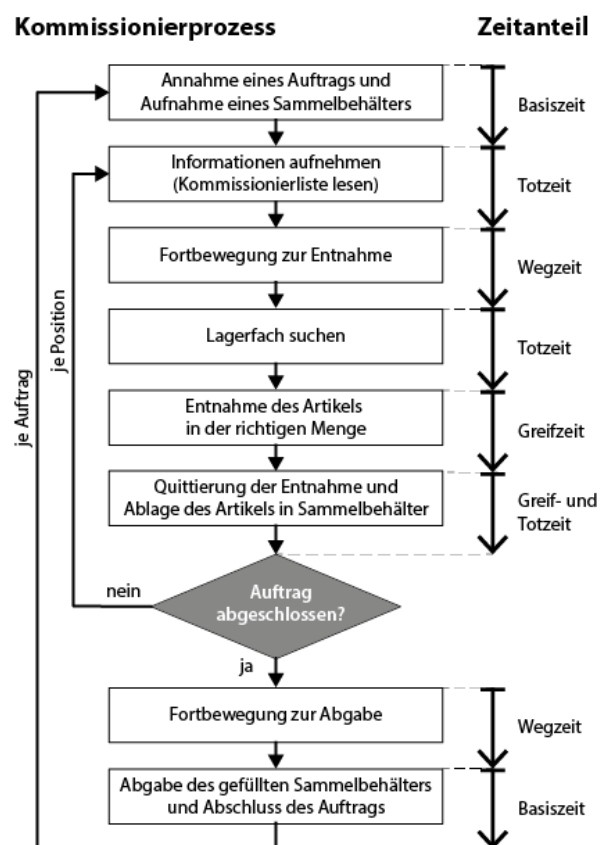 Kommissionierprozess
Zeitanteil
Annahme eines Auftrags und
Aufnahme eines Sammelbehälters
Basiszeit
Informationen aufnehmen
(Kommissionierliste lesen)
Totzeit
Fortbewegung zur Entnahme
Wegzeit
Lagerfach suchen
Totzeit
Entnahme des Artikels
in der richtigen Menge
Greifzeit
Quittierung der Entnahme und
Ablage des Artikels in Sammelbehälter
Greif- und
Totzeit
je Auftrag
je Position
nein
Auftrag
abgeschlossen?
ja
Fortbewegung zur Abgabe
Wegzeit
Abgabe des gefüllten Sammelbehälters
und Abschluss des Auftrags
Basiszeit